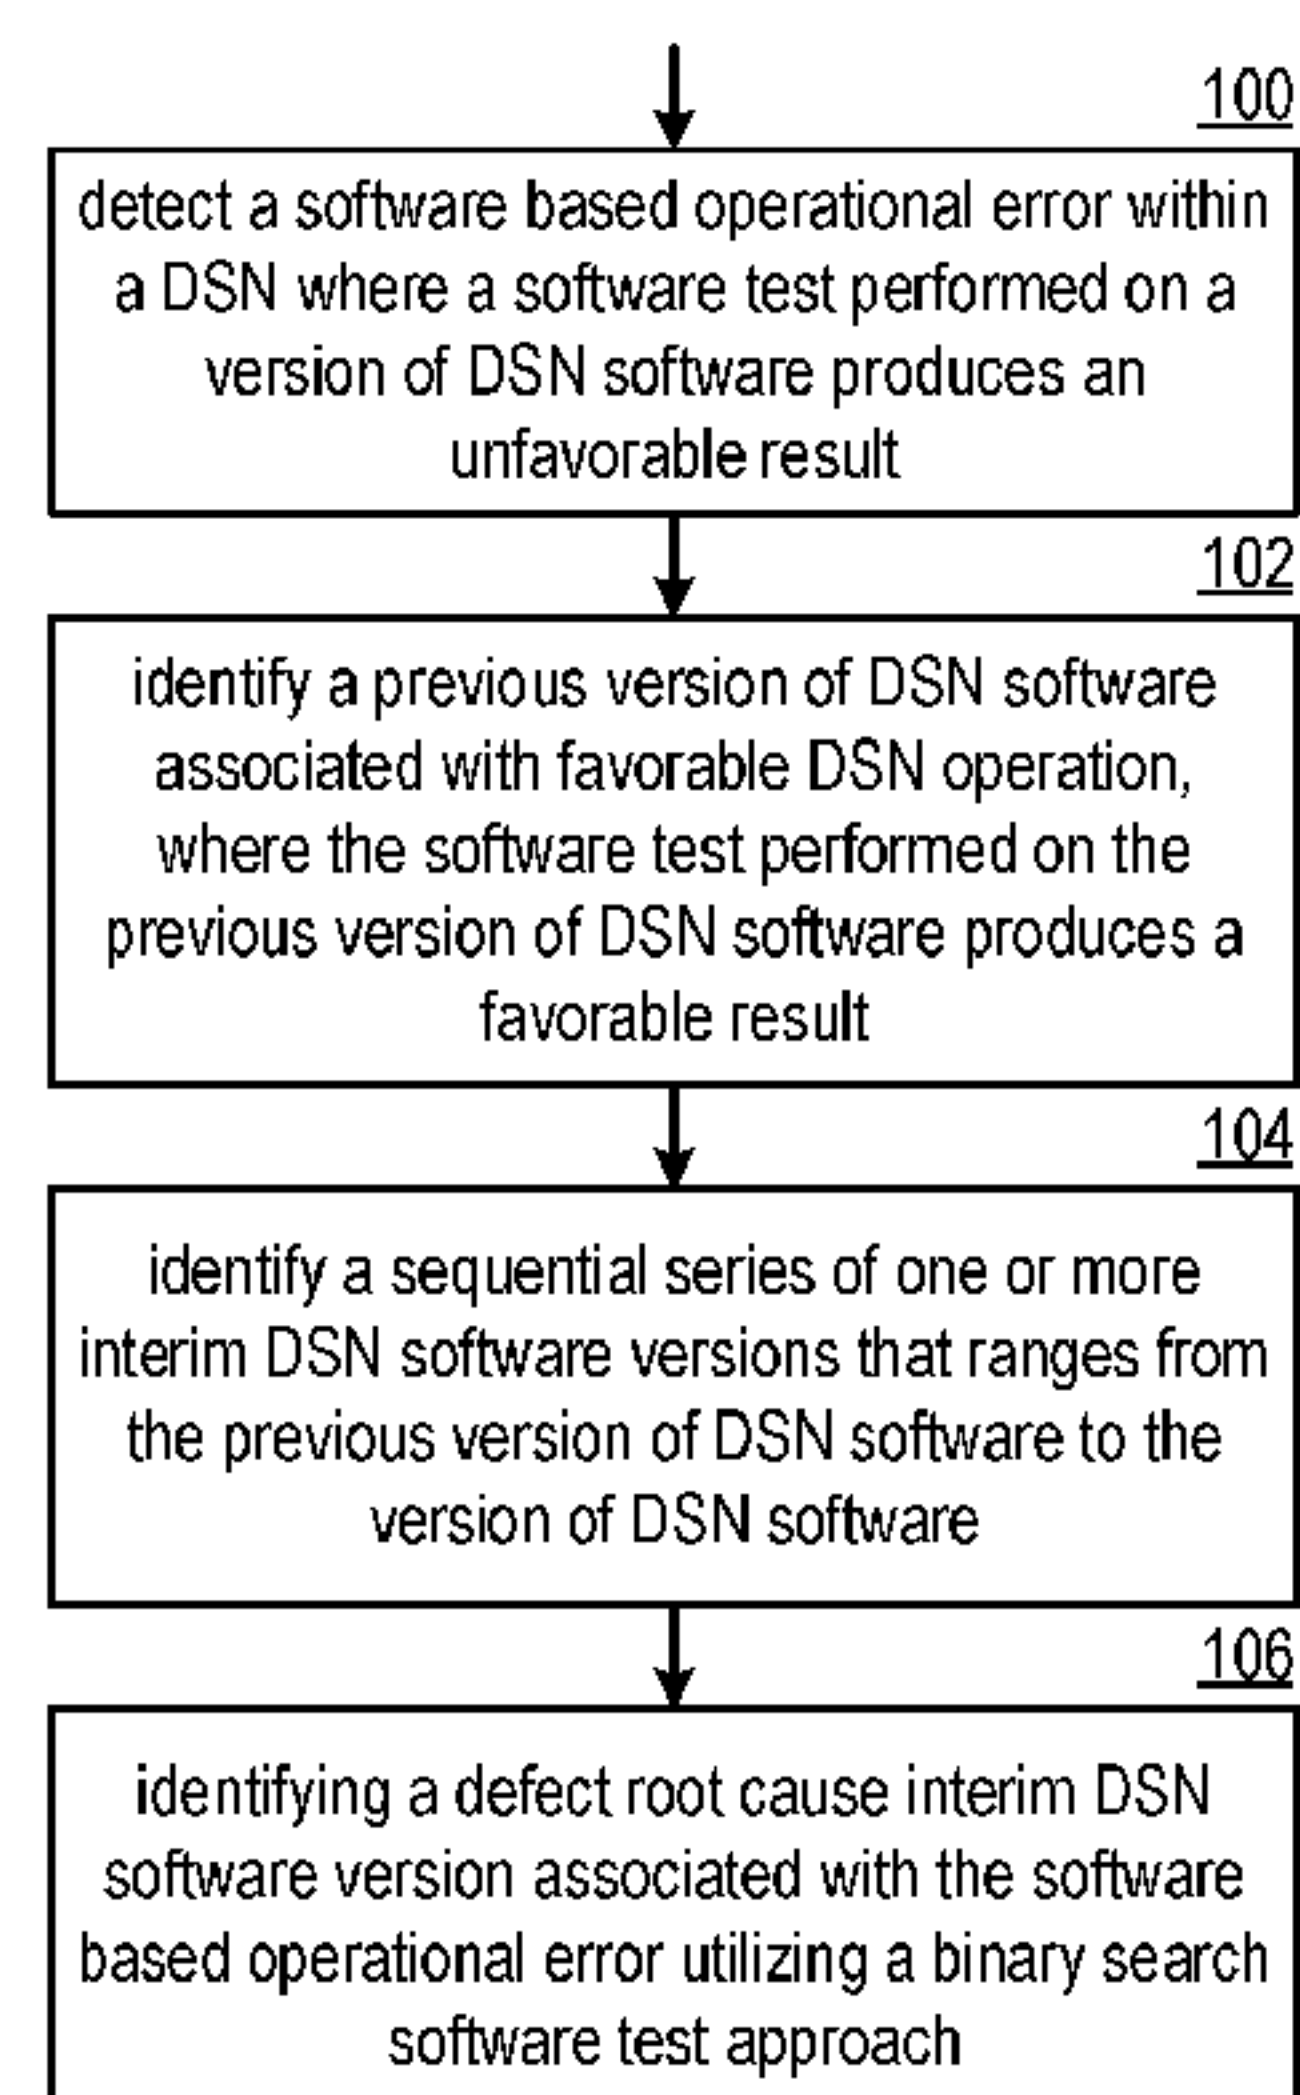 100
detect a software based operational error within
a DSN where a software test performed on a
version of DSN software produces an
unfavorable result
102
identify a previous version of DSN software
associated with favorable DSN operation,
where the software test performed on the
previous version of DSN software produces a
favorable result
104
identify a sequential series of one or more
interim DSN software versions that ranges from
the previous version of DSN software to the
version of DSN software
106
identifying a defect root cause interim DSN
software version associated with the software
based operational error utilizing a binary search
software test approach